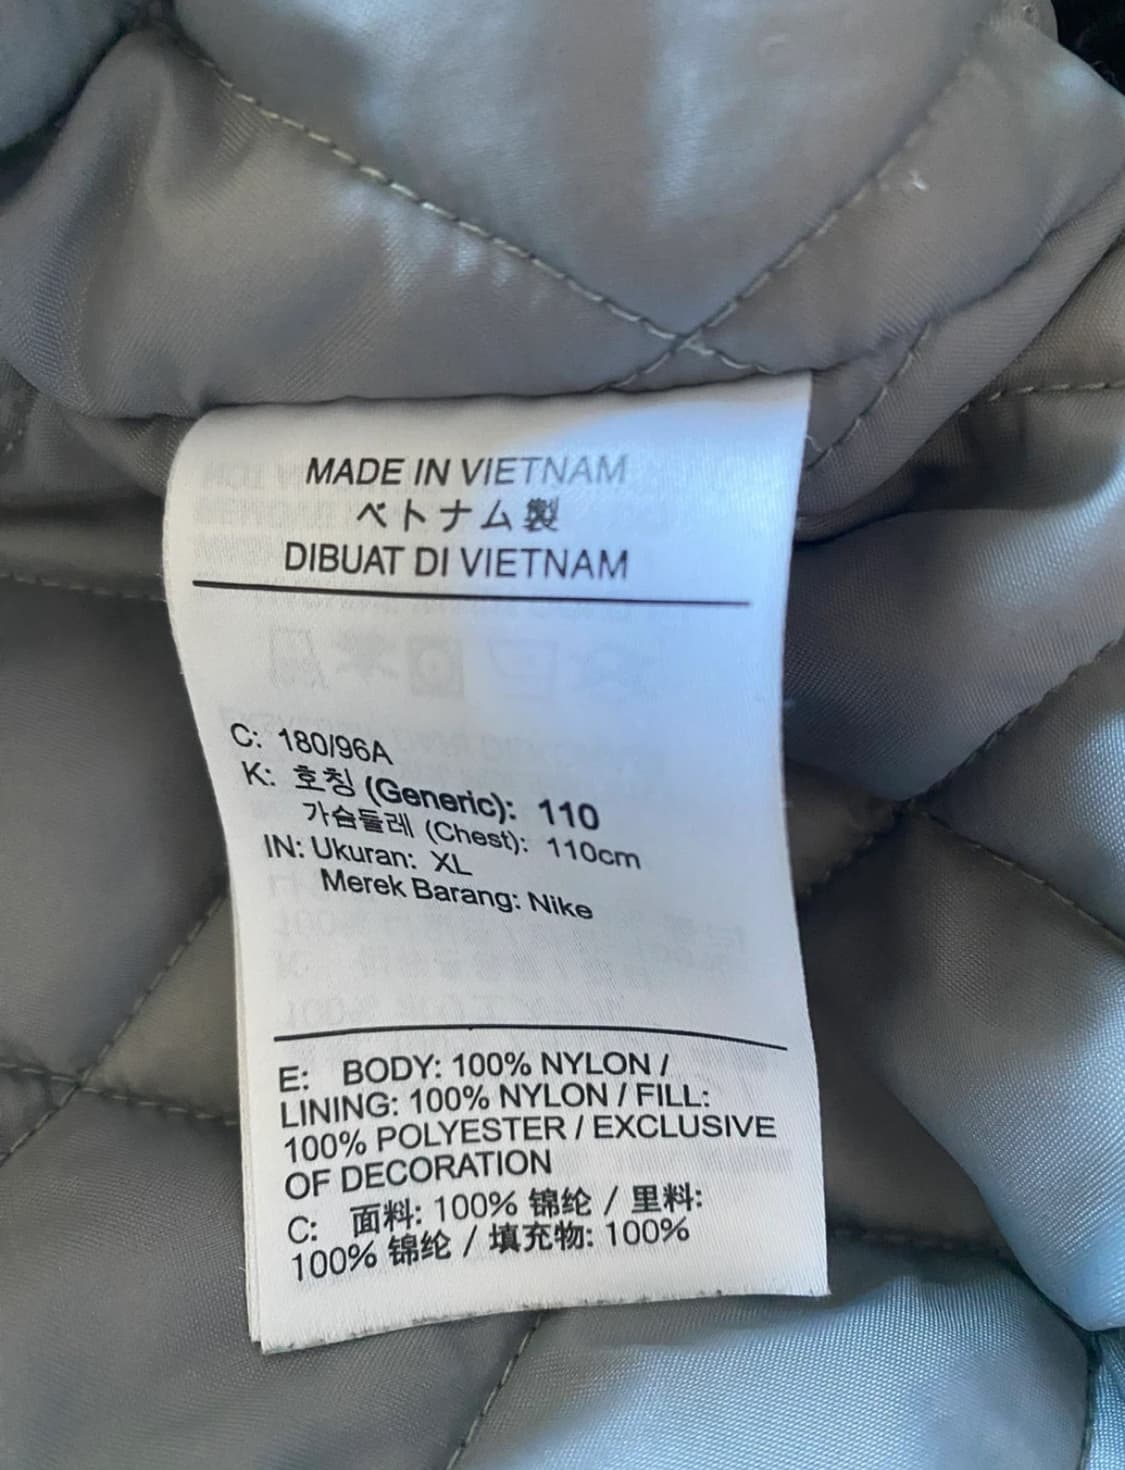 MADE IN VIETNAM
ベトナム製
DIBUAT DI VIETNAM
C: 180/96A
K: 호칭 (Generic): 110
가슴둘레 (Chest): 110cm
IN: Ukuran: XL
Merek Barang: Nike
E: BODY: 100% NYLON /
LINING: 100% NYLON / FILL:
100% POLYESTER / EXCLUSIVE
OF DECORATION
C: 面料: 100% 锦纶 / 里料:
100% 锦纶 / 填充物: 100%